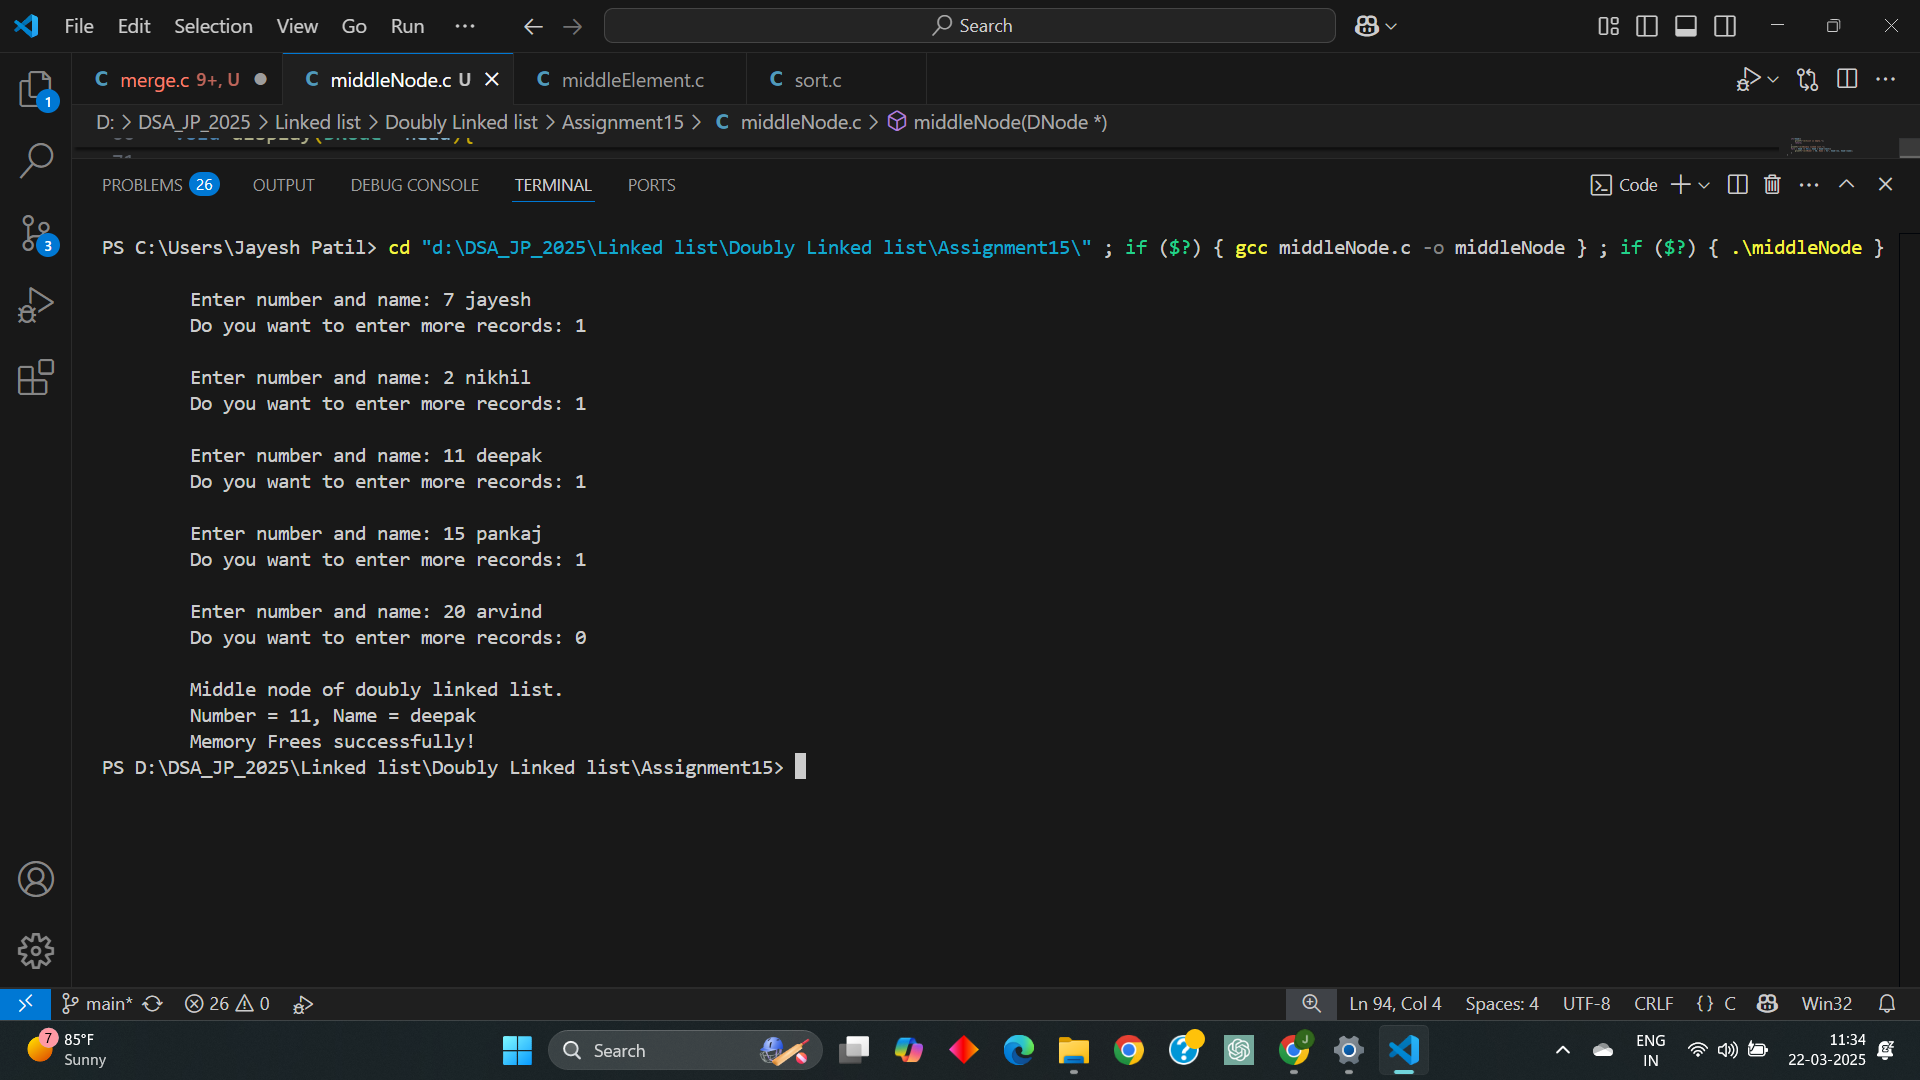 File Edit Selection View Go Run ··· Search
merge.c 9+, U middleNode.c U middleElement.c sort.c
D: > DSA_JP_2025 > Linked list > Doubly Linked list > Assignment15 > C middleNode.c > middleNode(DNode *)
PROBLEMS 26 OUTPUT DEBUG CONSOLE TERMINAL PORTS Code
PS C:\Users\Jayesh Patil> cd "d:\DSA_JP_2025\Linked list\Doubly Linked list\Assignment15\" ; if ($?) { gcc middleNode.c -o middleNode } ; if ($?) { .\middleNode }
Enter number and name: 7 jayesh
Do you want to enter more records: 1
Enter number and name: 2 nikhil
Do you want to enter more records: 1
Enter number and name: 11 deepak
Do you want to enter more records: 1
Enter number and name: 15 pankaj
Do you want to enter more records: 1
Enter number and name: 20 arvind
Do you want to enter more records: 0
Middle node of doubly linked list.
Number = 11, Name = deepak
Memory Frees successfully!
PS D:\DSA_JP_2025\Linked list\Doubly Linked list\Assignment15>
1
3
main* 26 0 Ln 94, Col 4 Spaces: 4 UTF-8 CRLF {} C Win32
7 85°F
Sunny
Search
J
ENG
IN
11:34
22-03-2025